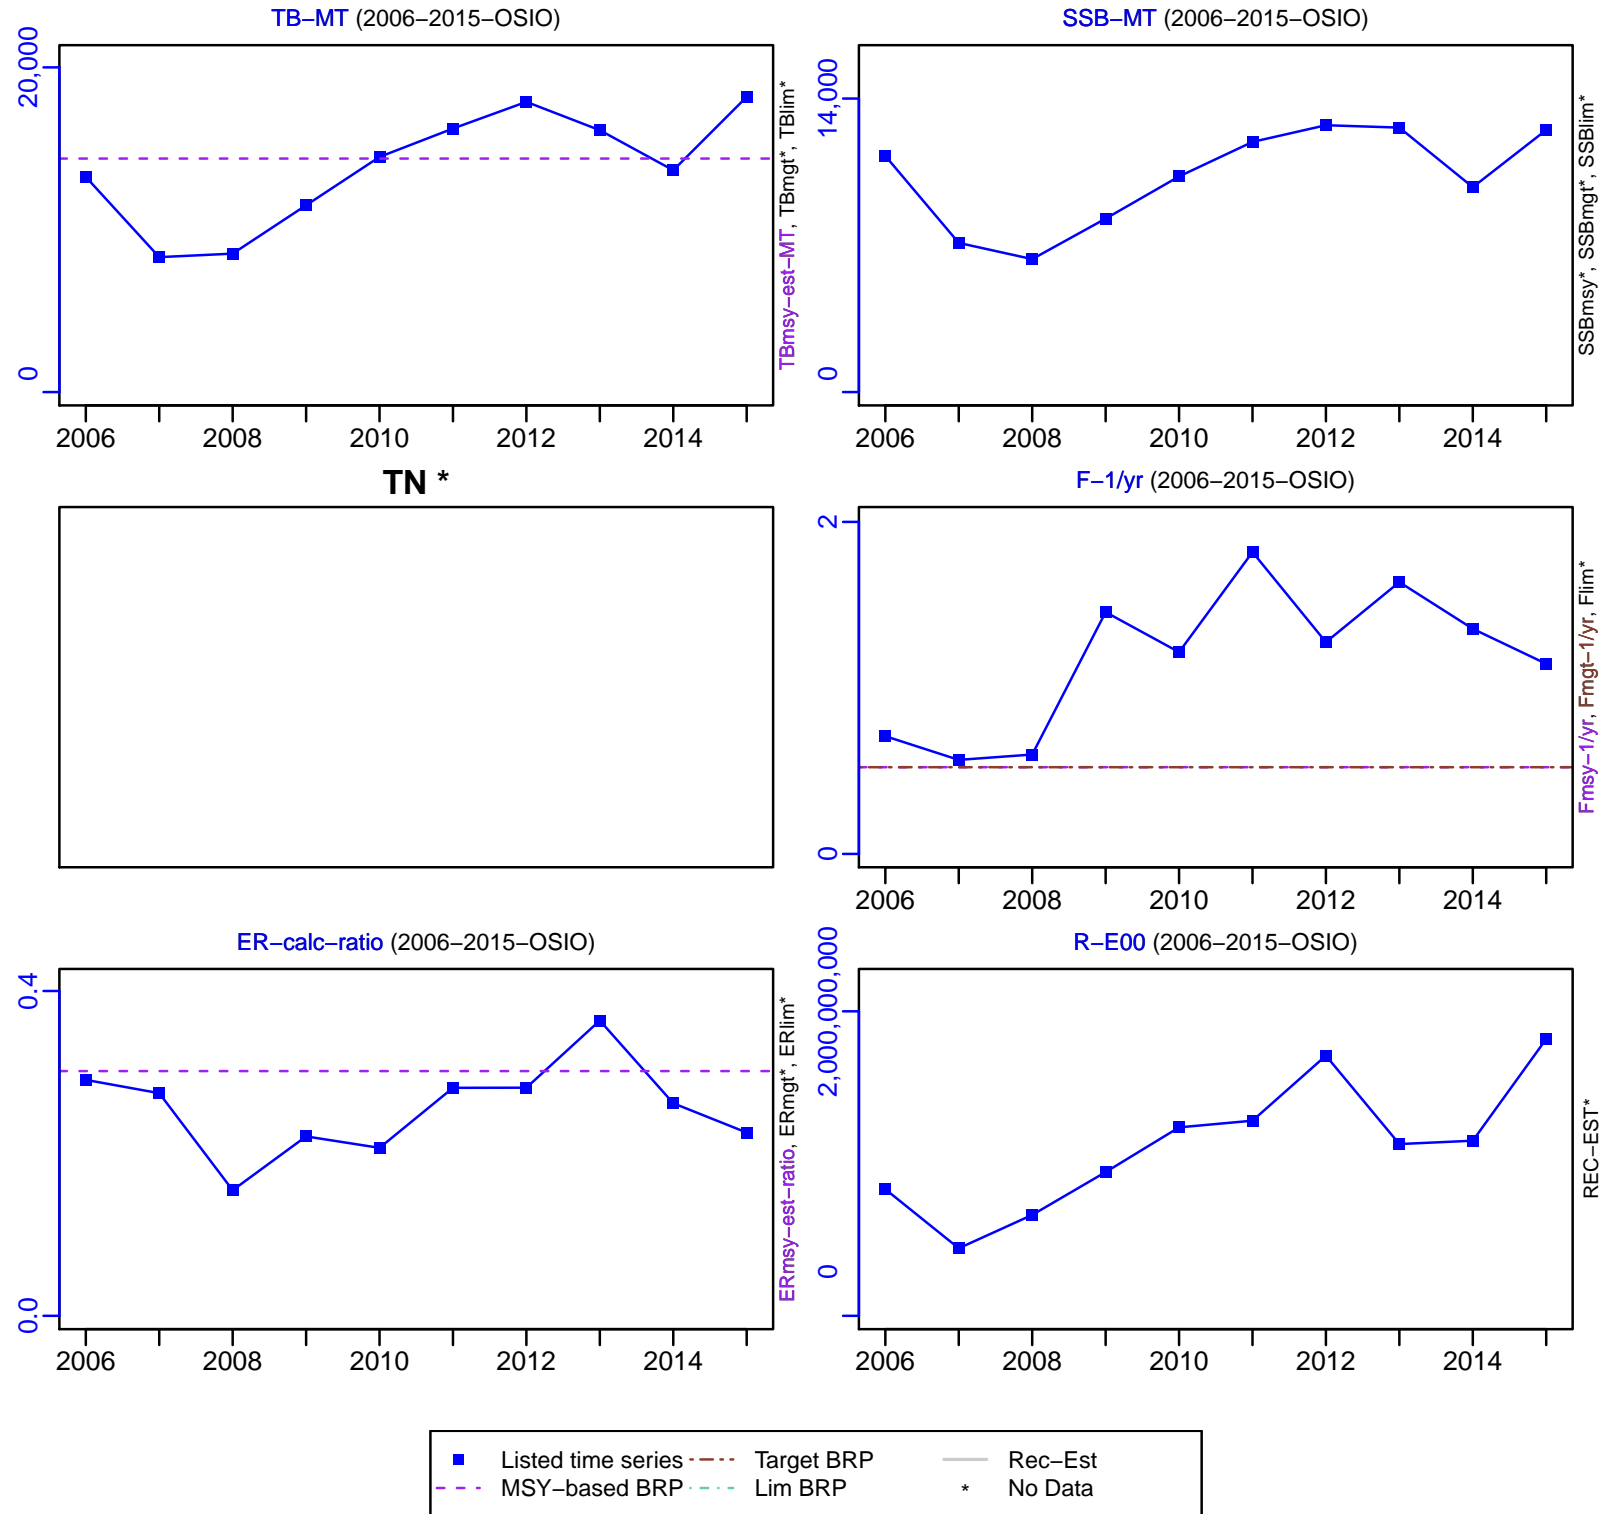 TB−MT (2006−2015−OSIO)
20,000
0
2006 2008 2010 2012 2014
TBmsy−est−MT, TBmgt*, TBlim*
SSB−MT (2006−2015−OSIO)
14,000
0
2006 2008 2010 2012 2014
SSBmsy*, SSBmgt*, SSBlim*
TN *
F−1/yr (2006−2015−OSIO)
2
0
2006 2008 2010 2012 2014
Fmsy−1/yr, Fmgt−1/yr, Flim*
ER−calc−ratio (2006−2015−OSIO)
0.4
0.0
2006 2008 2010 2012 2014
ERmsy−est−ratio, ERmgt*, ERlim*
R−E00 (2006−2015−OSIO)
2,000,000,000
0
2006 2008 2010 2012 2014
REC−EST*
Listed time series Target BRP Rec−Est
MSY−based BRP Lim BRP * No Data